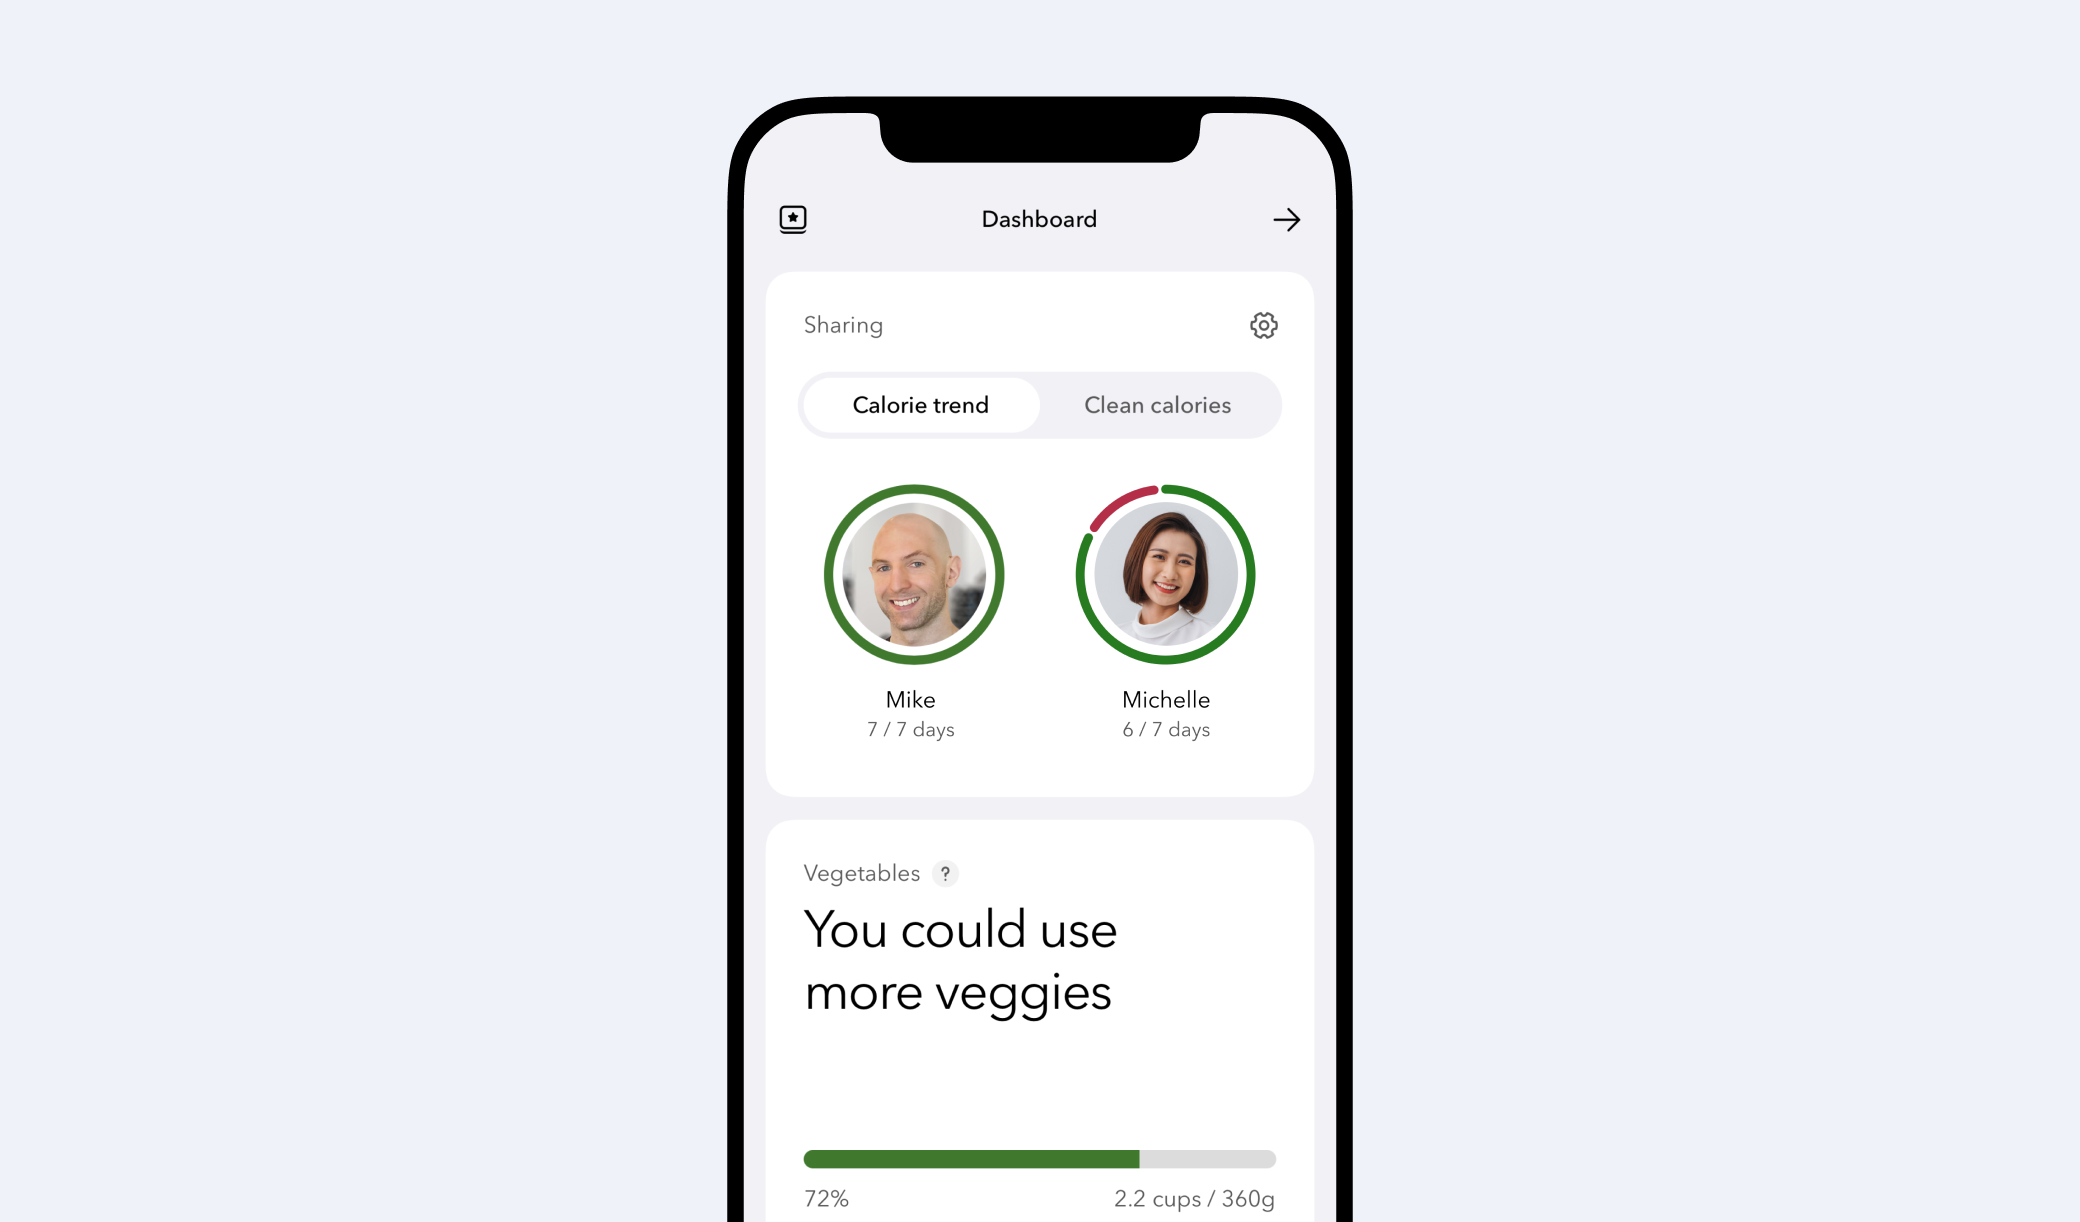 Dashboard
Sharing
Calorie trend
Clean calories
Mike
7 / 7 days
Michelle
6 / 7 days
Vegetables ?
You could use
more veggies
72%
2.2 cups / 360g